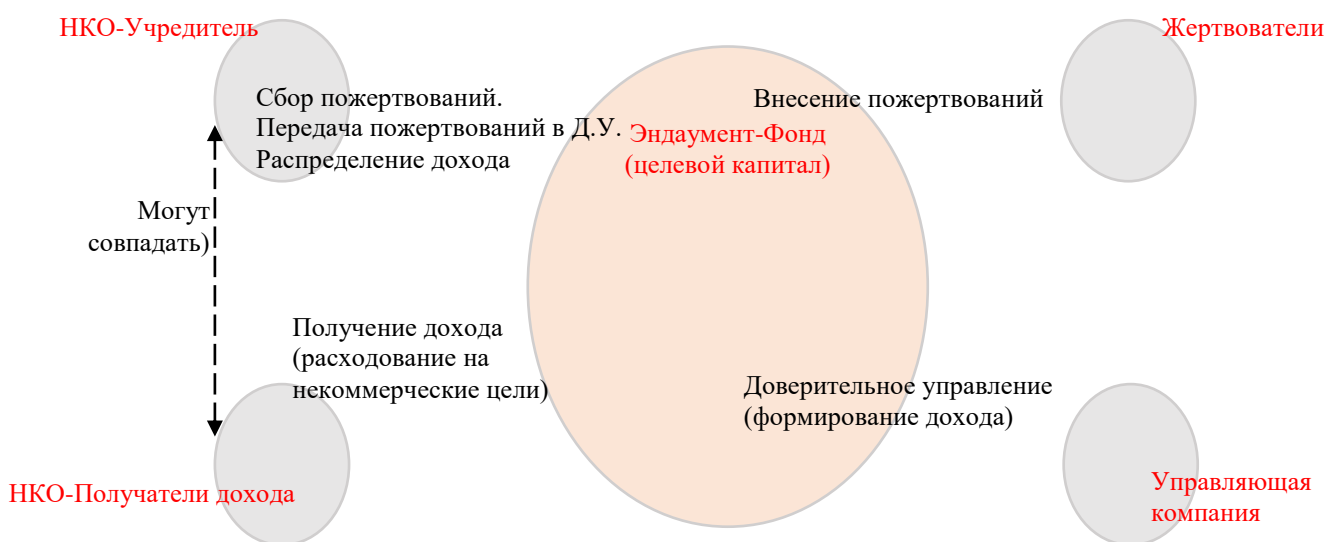 НКО-Учредитель
Жертвователи
Сбор пожертвований.
Передача пожертвований в Д.У.
Распределение дохода
Внесение пожертвований
Эндаумент-Фонд
(целевой капитал)
Могут
совпадать)
Получение дохода
(расходование на
некоммерческие цели)
Доверительное управление
(формирование дохода)
НКО-Получатели дохода
Управляющая
компания